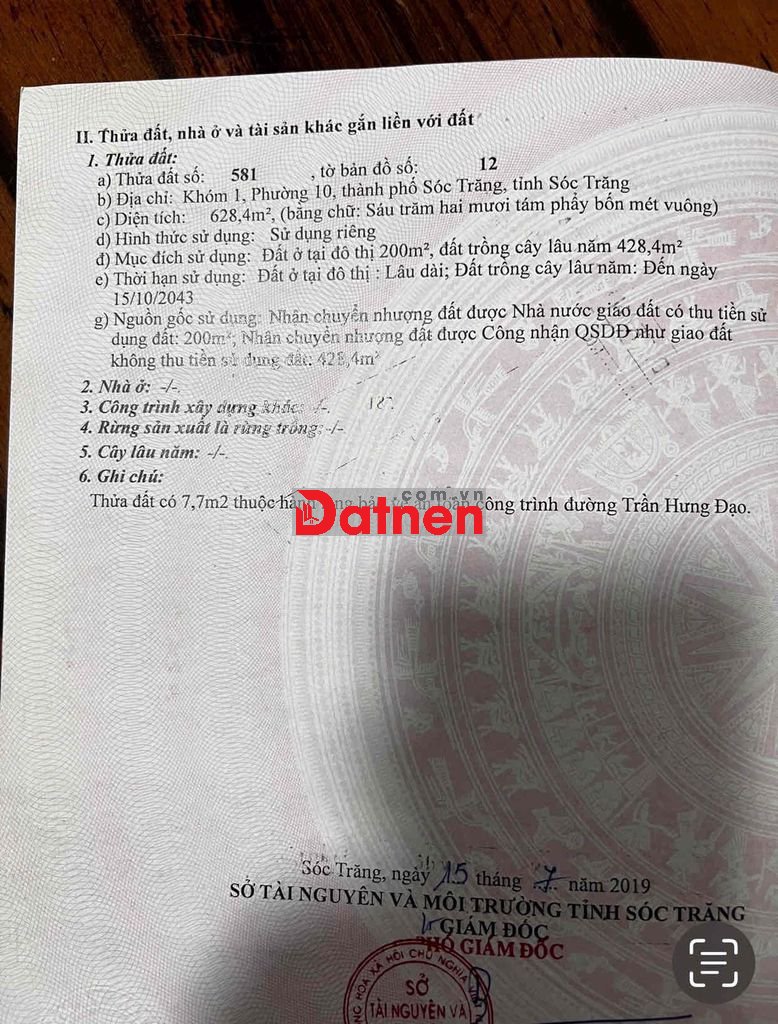 II. Thửa đất, nhà ở và tài sản khác gắn liền với đất
1. Thửa đất:
a) Thửa đất số: 581 , tờ bản đồ số: 12
b) Địa chỉ: Khóm 1, Phường 10, thành phố Sóc Trăng, tỉnh Sóc Trăng
c) Diện tích: 628,4m², (bằng chữ: Sáu trăm hai mươi tám phẩy bốn mét vuông)
d) Hình thức sử dụng: Sử dụng riêng
đ) Mục đích sử dụng: Đất ở tại đô thị 200m², đất trồng cây lâu năm 428,4m²
e) Thời hạn sử dụng: Đất ở tại đô thị : Lâu dài; Đất trồng cây lâu năm: Đến ngày
15/10/2043
g) Nguồn gốc sử dụng: Nhận chuyển nhượng đất được Nhà nước giao đất có thu tiền sử
dụng đất: 200m²; Nhận chuyển nhượng đất được Công nhận QSDĐ như giao đất
không thu tiền sử dụng đất: 428,4m²
2. Nhà ở: -/-.
3. Công trình xây dựng khác: -/-.
4. Rừng sản xuất là rừng trồng: -/-
5. Cây lâu năm: -/-.
6. Ghi chú:
Thửa đất có 7,7m2 thuộc công trình đường Trần Hưng Đạo.
Datnen
.com.vn
Sóc Trăng, ngày 15 tháng 7 năm 2019
SỞ TÀI NGUYÊN VÀ MÔI TRƯỜNG TỈNH SÓC TRĂNG
GIÁM ĐỐC
PHÓ GIÁM ĐỐC
XÃ HỘI CHỦ NGHĨA
SỞ
TÀI NGUYÊN VÀ